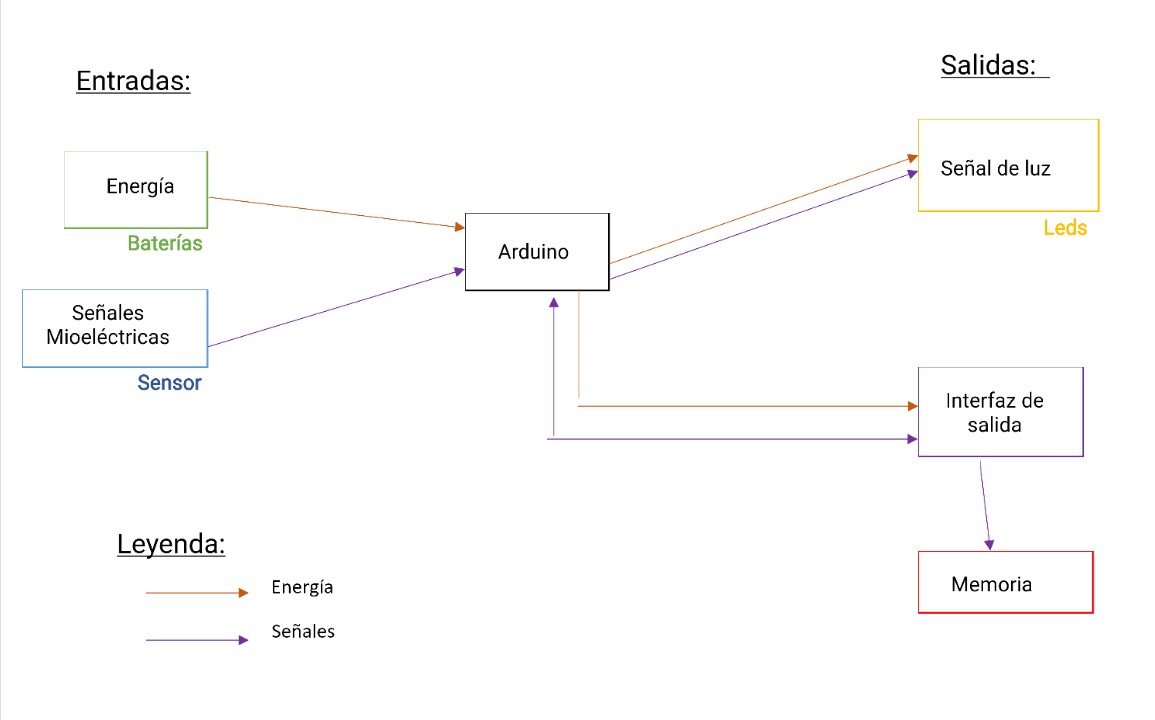 Entradas:
Salidas:
Energía
Baterías
Señal de luz
Leds
Arduino
Señales
Mioeléctricas
Sensor
Interfaz de
salida
Memoria
Leyenda:
Energía
Señales